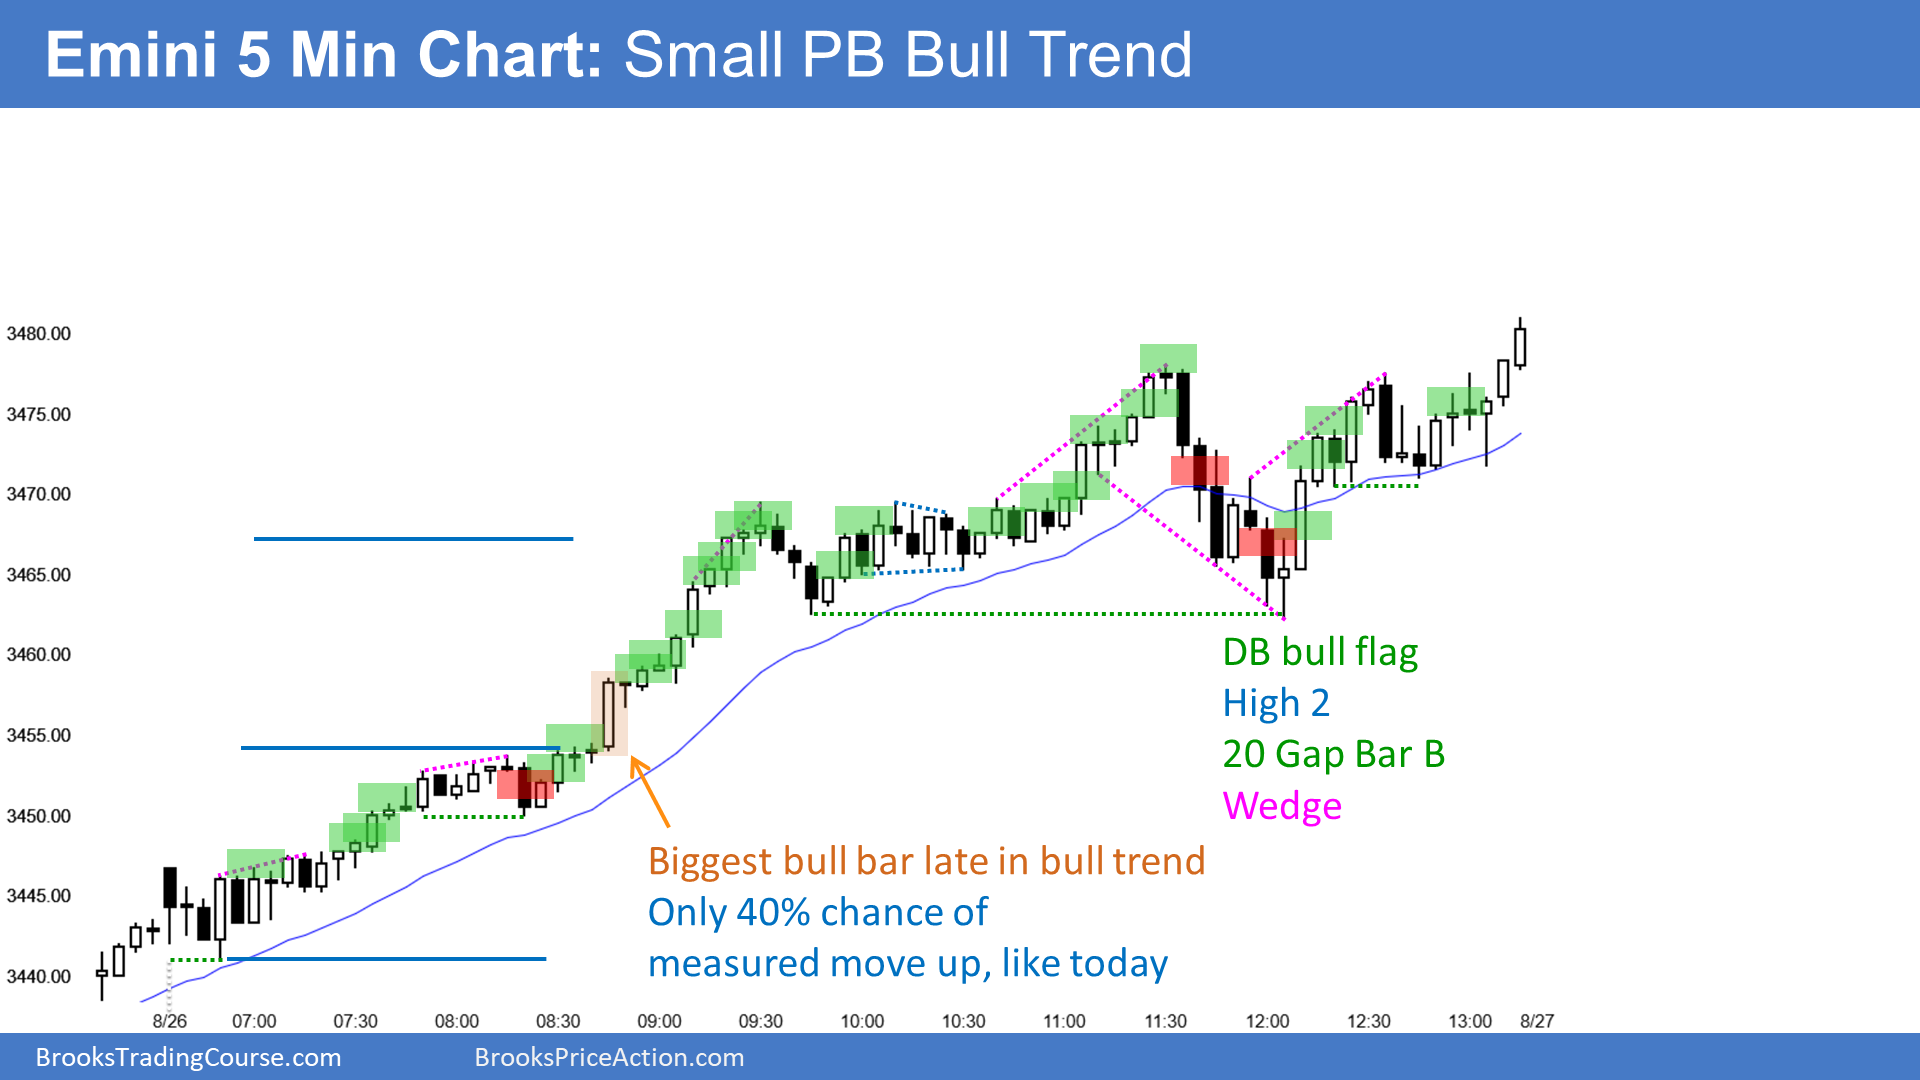 Emini 5 Min Chart: Small PB Bull Trend
3480.00
3475.00
3470.00
3465.00
3460.00
3455.00
3450.00
3445.00
3440.00
DB bull flag
High 2
20 Gap Bar B
Wedge
Biggest bull bar late in bull trend
Only 40% chance of
measured move up, like today
8/26 07:00 07:30 08:00 08:30 09:00 09:30 10:00 10:30 11:00 11:30 12:00 12:30 13:00 8/27
BrooksTradingCourse.com BrooksPriceAction.com